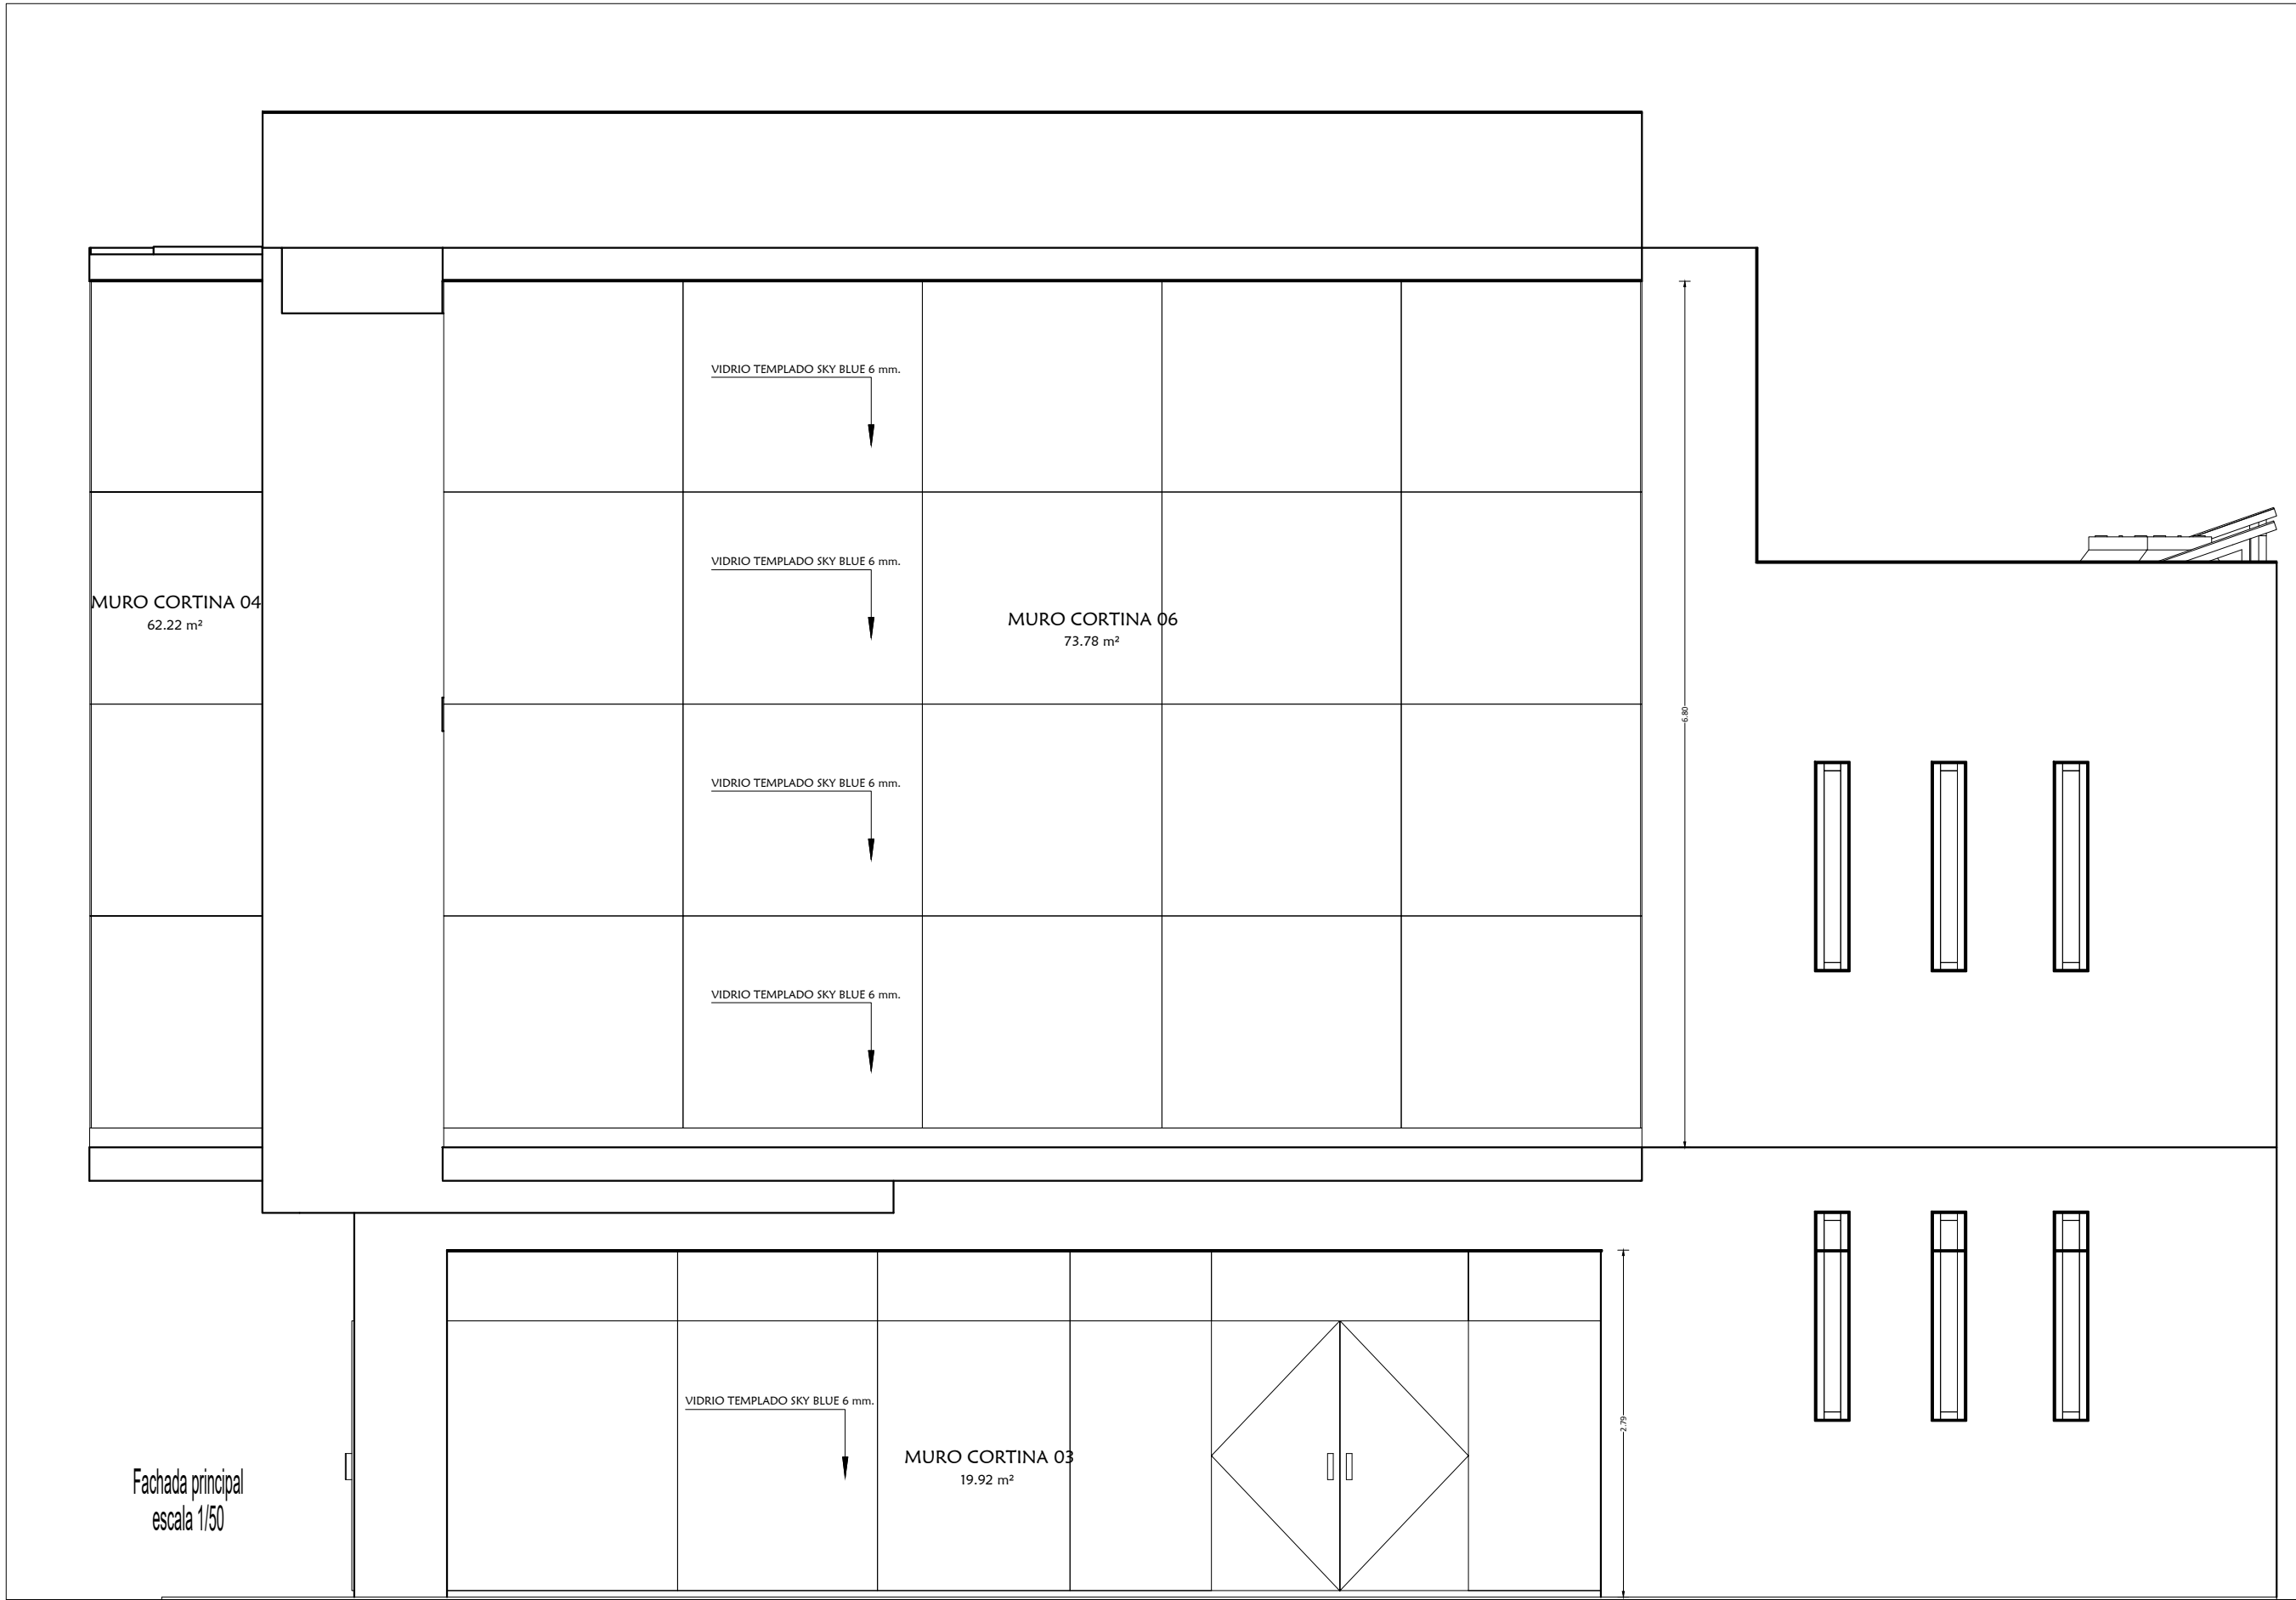 VIDRIO TEMPLADO SKY BLUE 6 mm.
VIDRIO TEMPLADO SKY BLUE 6 mm.
MURO CORTINA 04
62.22 m²
MURO CORTINA 06
73.78 m²
6.80
VIDRIO TEMPLADO SKY BLUE 6 mm.
VIDRIO TEMPLADO SKY BLUE 6 mm.
VIDRIO TEMPLADO SKY BLUE 6 mm.
2.79
MURO CORTINA 03
19.92 m²
Fachada principal
escala 1/50